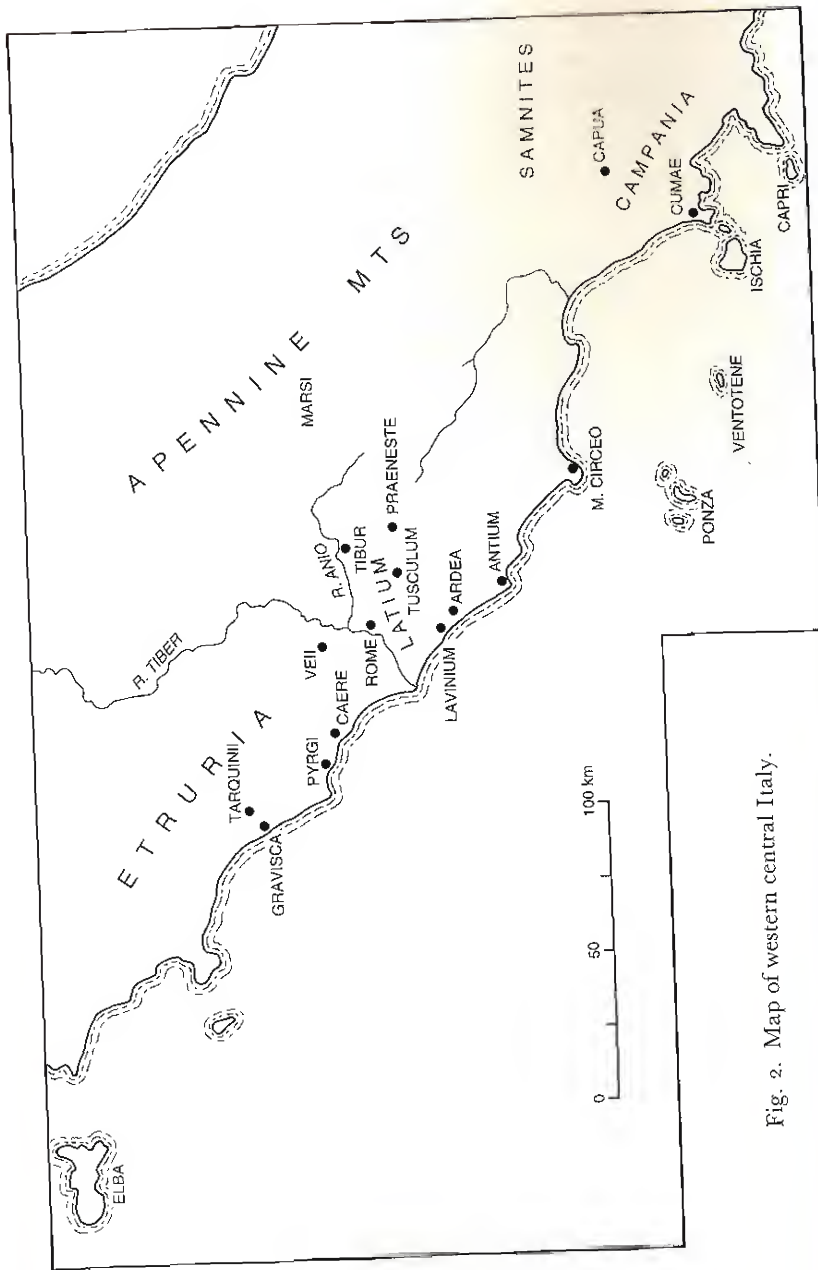 ELBA
ETRURIA
TARQUINII
GRAVISCA
PYRGI
CAERE
VEII
R. TIBER
ROME
R. ANIO
TIBUR
LATIUM
TUSCULUM
PRAENESTE
LAVINIUM
ARDEA
ANTIUM
APENNINE MTS
MARSI
M. CIRCEO
PONZA
VENTOTENE
SAMNITES
CAPUA
CAMPANIA
CUMAE
ISCHIA
CAPRI
0 50 100 km
Fig. 2. Map of western central Italy.